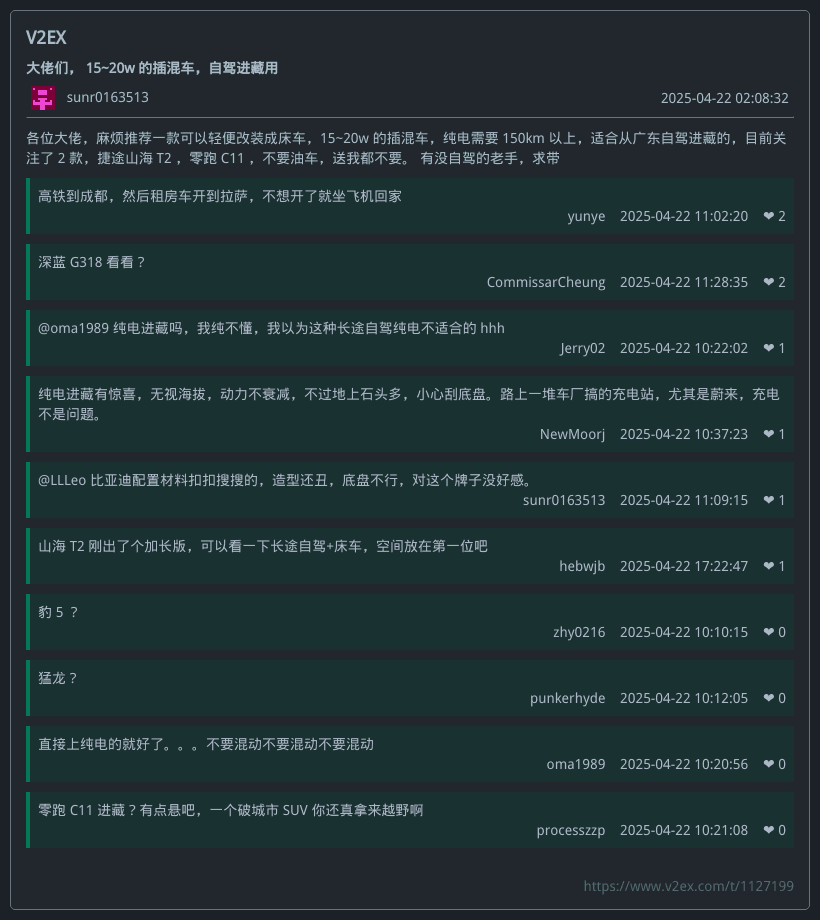 V2EX
大佬们， 15~20w 的插混车，自驾进藏用
sunr0163513
2025-04-22 02:08:32
各位大佬，麻烦推荐一款可以轻便改装成床车，15~20w 的插混车，纯电需要 150km 以上，适合从广东自驾进藏的，目前关
注了 2 款，捷途山海 T2 ，零跑 C11 ，不要油车，送我都不要。 有没自驾的老手，求带
高铁到成都，然后租房车开到拉萨，不想开了就坐飞机回家
yunye 2025-04-22 11:02:20 ❤ 2
深蓝 G318 看看？
CommissarCheung 2025-04-22 11:28:35 ❤ 2
@oma1989 纯电进藏吗，我纯不懂，我以为这种长途自驾纯电不适合的 hhh
Jerry02 2025-04-22 10:22:02 ❤ 1
纯电进藏有惊喜，无视海拔，动力不衰减，不过地上石头多，小心刮底盘。路上一堆车厂搞的充电站，尤其是蔚来，充电
不是问题。
NewMoorj 2025-04-22 10:37:23 ❤ 1
@LLLeo 比亚迪配置材料扣扣搜搜的，造型还丑，底盘不行，对这个牌子没好感。
sunr0163513 2025-04-22 11:09:15 ❤ 1
山海 T2 刚出了个加长版，可以看一下长途自驾+床车，空间放在第一位吧
hebwjb 2025-04-22 17:22:47 ❤ 1
豹 5 ？
zhy0216 2025-04-22 10:10:15 ❤ 0
猛龙？
punkerhyde 2025-04-22 10:12:05 ❤ 0
直接上纯电的就好了。。。不要混动不要混动不要混动
oma1989 2025-04-22 10:20:56 ❤ 0
零跑 C11 进藏？有点悬吧，一个破城市 SUV 你还真拿来越野啊
processzzp 2025-04-22 10:21:08 ❤ 0
https://www.v2ex.com/t/1127199